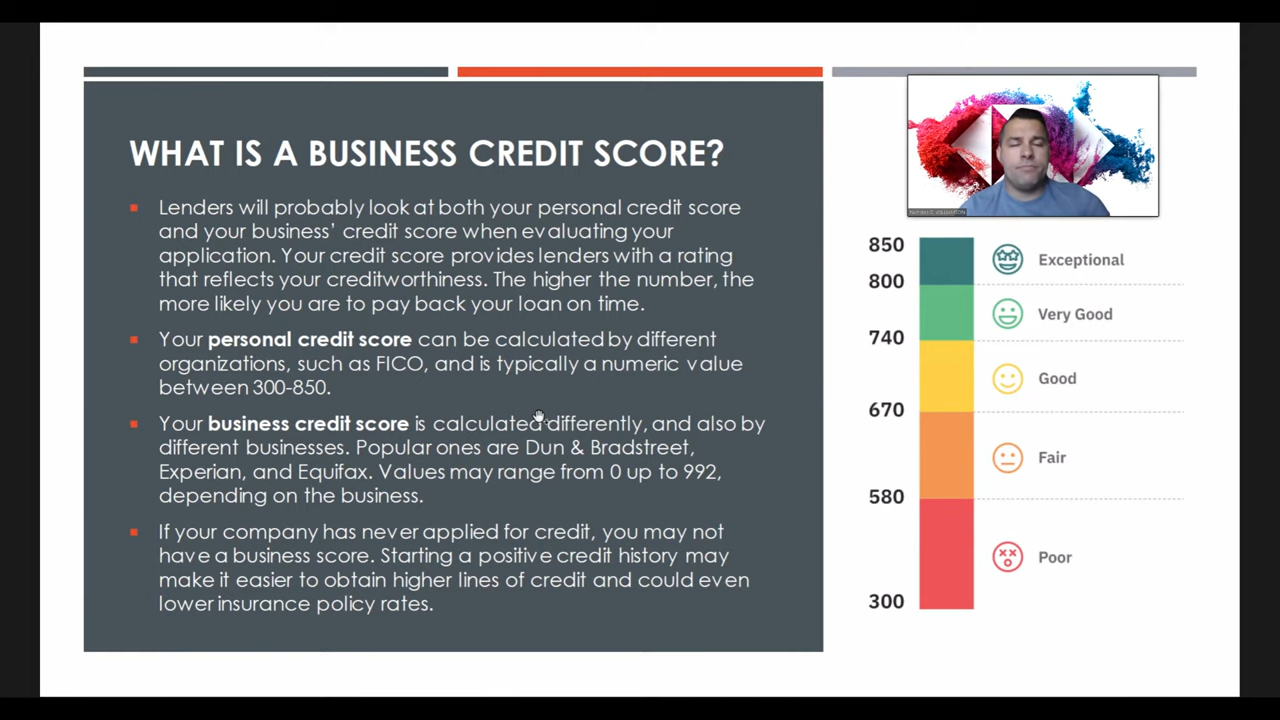 WHAT IS A BUSINESS CREDIT SCORE?
Lenders will probably look at both your personal credit score
and your business' credit score when evaluating your
application. Your credit score provides lenders with a rating
that reflects your creditworthiness. The higher the number, the
more likely you are to pay back your loan on time.
Your personal credit score can be calculated by different
organizations, such as FICO, and is typically a numeric value
between 300-850.
Your business credit score is calculated differently, and also by
different businesses. Popular ones are Dun & Bradstreet,
Experian, and Equifax. Values may range from 0 up to 992,
depending on the business.
If your company has never applied for credit, you may not
have a business score. Starting a positive credit history may
make it easier to obtain higher lines of credit and could even
lower insurance policy rates.
850
Exceptional
800
Very Good
740
Good
670
Fair
580
Poor
300